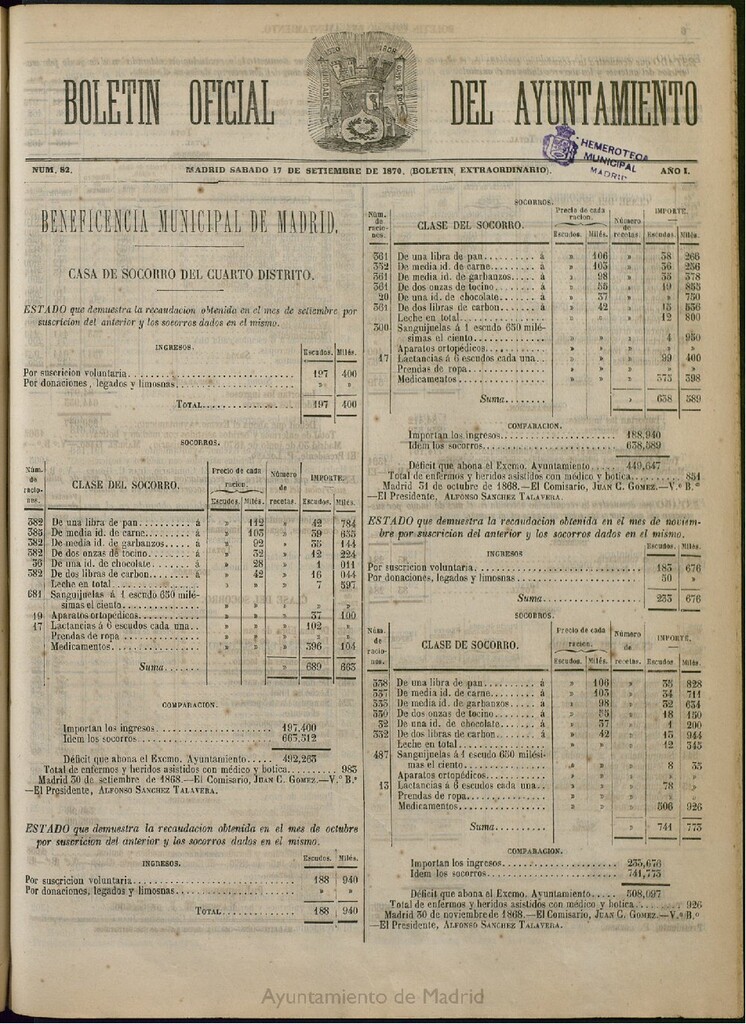 BOLETIN OFICIAL DEL AYUNTAMIENTO
HEMEROTECA
MUNICIPAL
MADRID
NUM. 82. MADRID SABADO 17 DE SETIEMBRE DE 1870. (BOLETIN EXTRAORDINARIO). AÑO I.
BENEFICENCIA MUNICIPAL DE MADRID.
CASA DE SOCORRO DEL CUARTO DISTRITO.
ESTADO que demuestra la recaudacion obtenida en el mes de setiembre por
suscricion del anterior y los socorros dados en el mismo.
INGRESOS. Escudos. Milés.
Por suscricion voluntaria 197 400
Por donaciones, legados y limosnas » »
TOTAL 197 400
SOCORROS.
Núm. de raciones. CLASE DEL SOCORRO. Precio de cada racion. Número de recetas. IMPORTE.
Escudos. Milés. Escudos. Milés.
382 De una libra de pan á » 112 » 42 784
385 De media id. de carne á » 103 » 39 655
382 De media id. de garbanzos á » 92 » 35 144
382 De dos onzas de tocino á » 32 » 12 224
36 De una id. de chocolate á » 28 » 1 011
382 De dos libras de carbon á » 42 » 16 044
Leche en total » » » 7 597
681 Sanguijuelas á 1 escudo 650 milé-
simas el ciento » » » » »
19 Aparatos ortopédicos » » » 37 100
17 Lactancias á 6 escudos cada una » » » 102 »
Prendas de ropa » » » » »
Medicamentos » » » 396 104
Suma » 689 663
COMPARACION.
Importan los ingresos 197,400
Idem los socorros
Déficit que abona el Excmo. Ayuntamiento 492,263
Total de enfermos y heridos asistidos con médico y botica 983
Madrid 30 de setiembre de 1868.—El Comisario, JUAN C. GOMEZ.—V.º B.º
—El Presidente, ALFONSO SANCHEZ TALAVERA.
ESTADO que demuestra la recaudacion obtenida en el mes de octubre
por suscricion del anterior y los socorros dados en el mismo.
INGRESOS. Escudos. Milés.
Por suscricion voluntaria 188 940
Por donaciones, legados y limosnas » »
TOTAL 188 940
SOCORROS.
Núm. de raciones. CLASE DEL SOCORRO. Precio de cada racion. Número de recetas. IMPORTE.
Escudos. Milés. Escudos. Milés.
361 De una libra de pan á » 106 » 38 266
352 De media id. de carne á » 103 » 36 256
361 De media id. de garbanzos á » 98 » 35 378
361 De dos onzas de tocino á » 55 » 19 855
20 De una id. de chocolate á » 37 » » 750
361 De dos libras de carbon á » 42 » 15
Leche en total » » » 12 800
300 Sanguijuelas á 1 escudo 650 milé-
simas el ciento » » » 4 950
Aparatos ortopédicos » » » » »
17 Lactancias á 6 escudos cada una » » » 99 400
Prendas de ropa » » » » »
Medicamentos » » » 375 398
Suma » 638 589
COMPARACION.
Importan los ingresos 188,940
Idem los socorros 638,589
Déficit que abona el Excmo. Ayuntamiento 449,647
Total de enfermos y heridos asistidos con médico y botica 851
Madrid 31 de octubre de 1868.—El Comisario, JUAN C. GOMEZ.—V.º B.º
—El Presidente, ALFONSO SANCHEZ TALAVERA.
ESTADO que demuestra la recaudacion obtenida en el mes de noviem-
bre por suscricion del anterior y los socorros dados en el mismo.
INGRESOS Escudos. Milés.
Por suscricion voluntaria 183 676
Por donaciones, legados y limosnas 50 »
Suma 233 676
SOCORROS.
Núm. de raciones. CLASE DE SOCORRO. Precio de cada racion. Número de recetas. IMPORTE.
Escudos. Milés. Escudos. Milés.
338 De una libra de pan á » 106 » 35 828
337 De media id. de carne á » 103 » 34 711
333 De media id. de garbanzos á » 98 » 32 634
330 De dos onzas de tocino á » 55 » 18 150
32 De una id. de chocolate á » 37 » 1 200
332 De dos libras de carbon á » 42 » 13 944
Leche en total » » » 12 345
487 Sanguijuelas á 1 escudo 650 milési-
mas el ciento » » » 8 35
Aparatos ortopédicos » » » » »
13 Lactancias á 6 escudos cada una » » » 78 »
Prendas de ropa » » » » »
Medicamentos » » » 506 926
Suma » 741 773
COMPARACION.
Importan los ingresos 233,676
Idem los socorros 741,773
Déficit que abona el Excmo. Ayuntamiento 508,097
Total de enfermos y heridos asistidos con médico y botica 926
Madrid 30 de noviembre de 1868.—El Comisario, JUAN C. GOMEZ.—V.º B.º
—El Presidente, ALFONSO SANCHEZ TALAVERA.
Ayuntamiento de Madrid